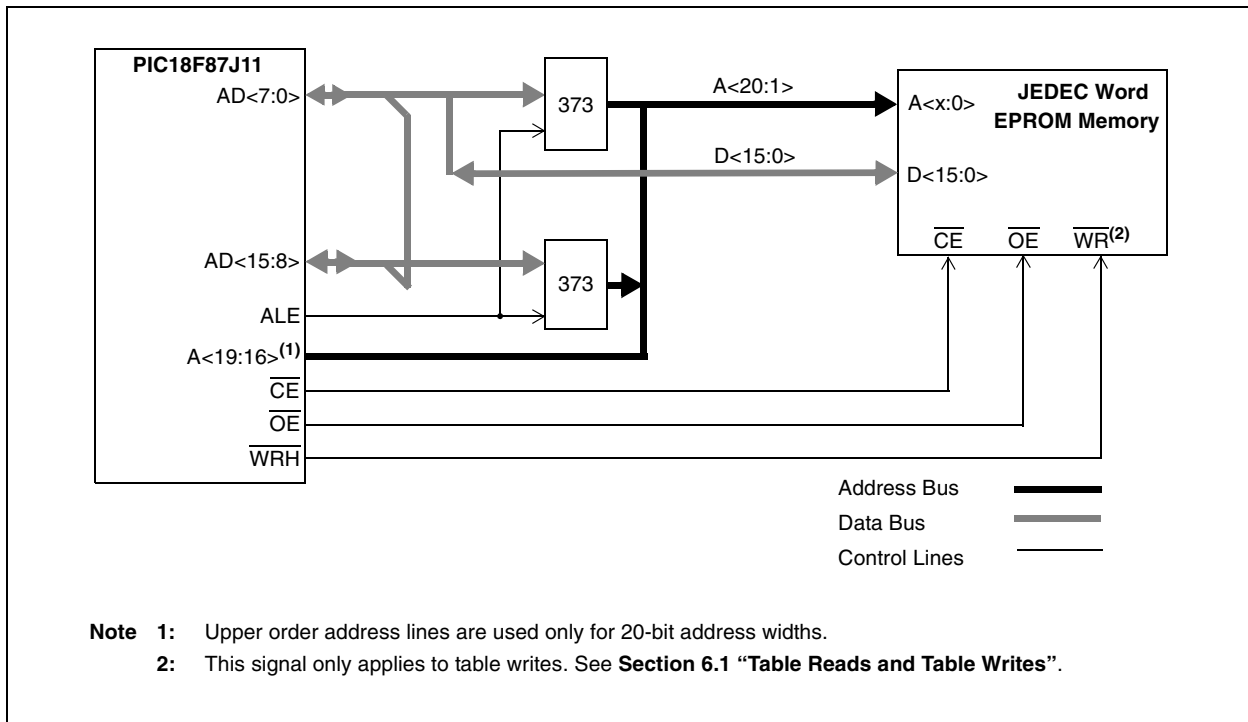 PIC18F87J11
AD<7:0>
373
A<20:1>
A<x:0>
JEDEC Word
EPROM Memory
D<15:0>
D<15:0>
CE
OE
WR(2)
AD<15:8>
373
ALE
A<19:16>(1)
CE
OE
WRH
Address Bus
Data Bus
Control Lines
Note 1: Upper order address lines are used only for 20-bit address widths.
2: This signal only applies to table writes. See Section 6.1 “Table Reads and Table Writes”.